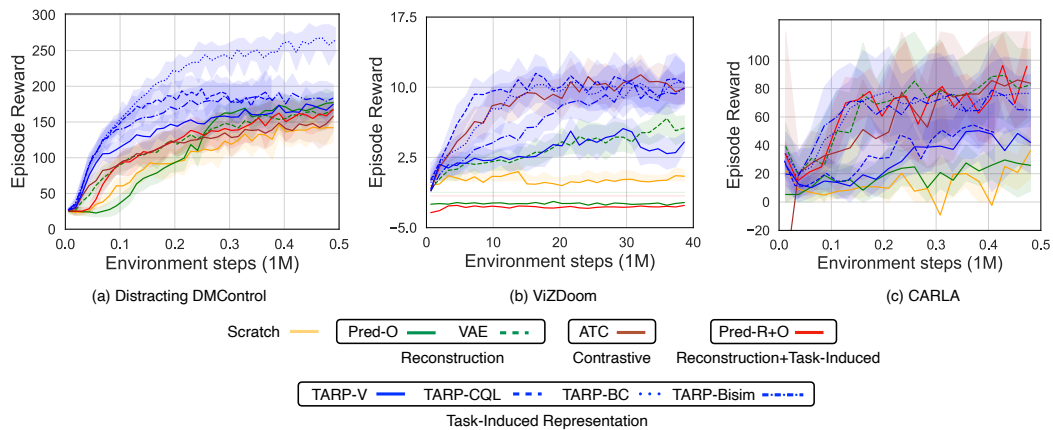 300
250
200
150
100
50
0
Episode Reward
0.0 0.1 0.2 0.3 0.4 0.5
Environment steps (1M)
(a) Distracting DMControl
17.5
10.0
2.5
−5.0
Episode Reward
0 10 20 30 40
Environment steps (1M)
(b) ViZDoom
100
80
60
40
20
0
−20
Episode Reward
0.0 0.1 0.2 0.3 0.4 0.5
Environment steps (1M)
(c) CARLA
Scratch Pred-O VAE ATC Pred-R+O
Reconstruction Contrastive Reconstruction+Task-Induced
TARP-V TARP-CQL TARP-BC TARP-Bisim
Task-Induced Representation